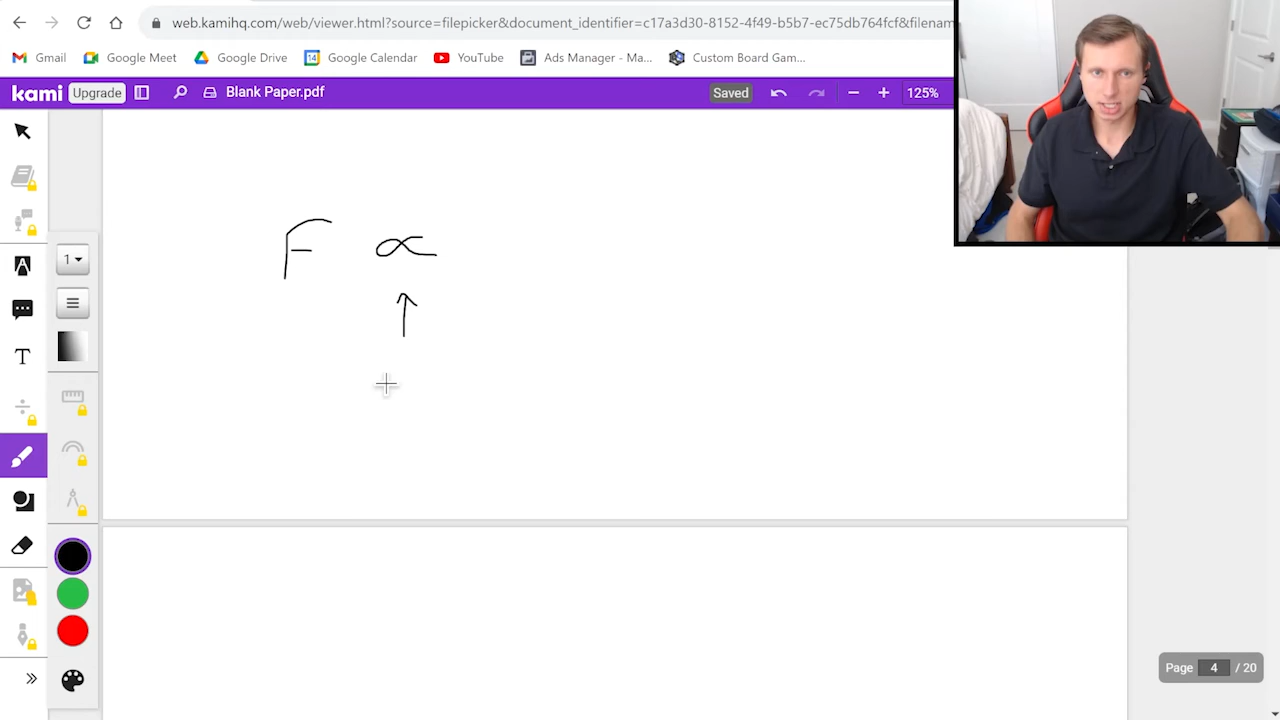 web.kamihq.com/web/viewer.html?source=filepicker&document_identifier=c17a3d30-8152-4f49-b5b7-ec75db764fcf&filenam
Gmail Google Meet Google Drive 14 Google Calendar YouTube Ads Manager - Ma... Custom Board Gam...
kami Upgrade Blank Paper.pdf Saved 125%
F ∝
↑
1
T
Page 4 / 20